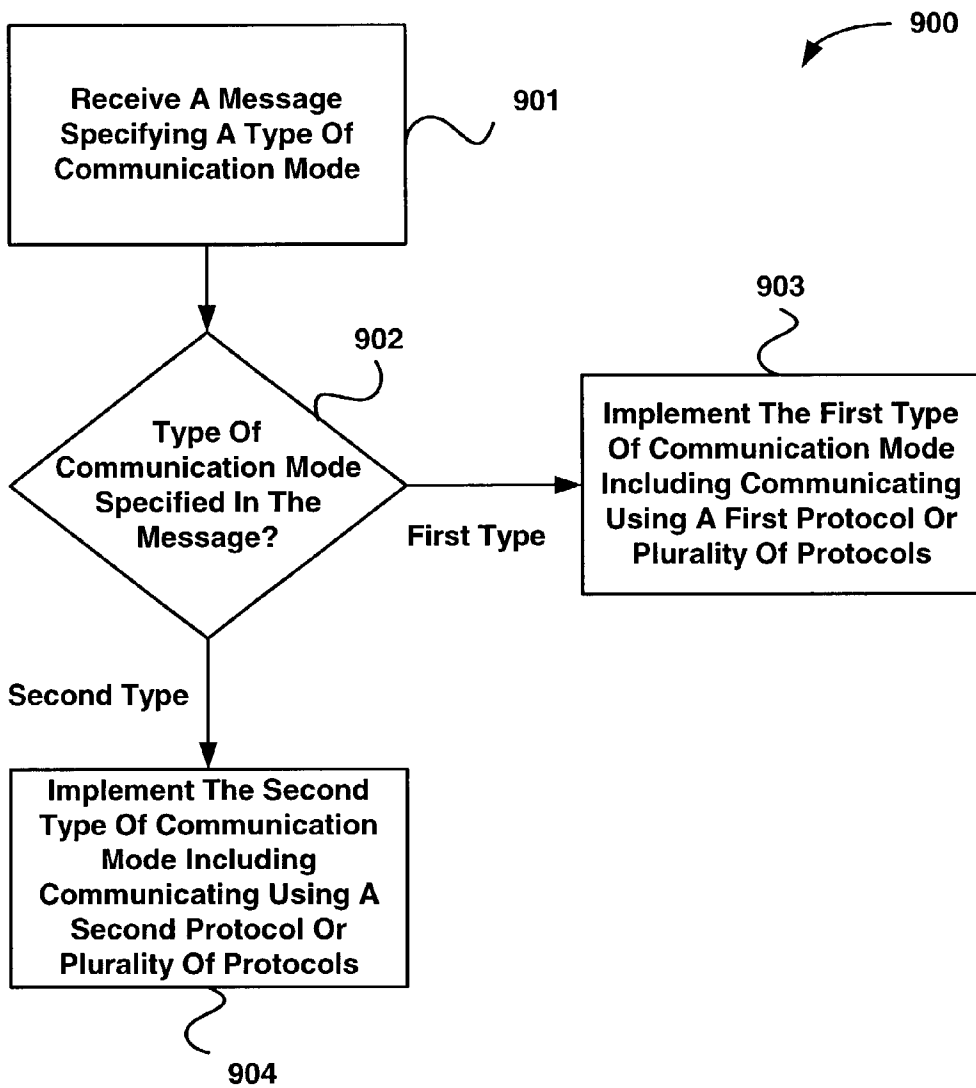 900
Receive A Message
Specifying A Type Of
Communication Mode
901
902
Type Of
Communication Mode
Specified In The
Message?
First Type
903
Implement The First Type
Of Communication Mode
Including Communicating
Using A First Protocol Or
Plurality Of Protocols
Second Type
Implement The Second
Type Of Communication
Mode Including
Communicating Using A
Second Protocol Or
Plurality Of Protocols
904